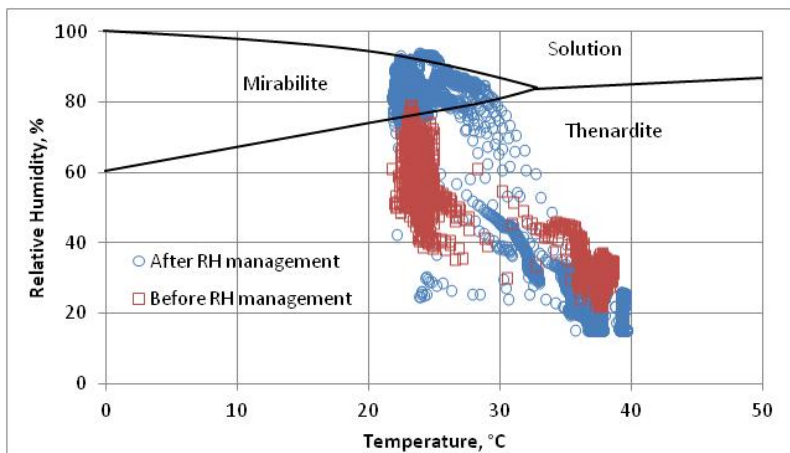 Relative Humidity, %
100
80
60
40
20
0
Solution
Mirabilite
Thenardite
After RH management
Before RH management
0 10 20 30 40 50
Temperature, °C